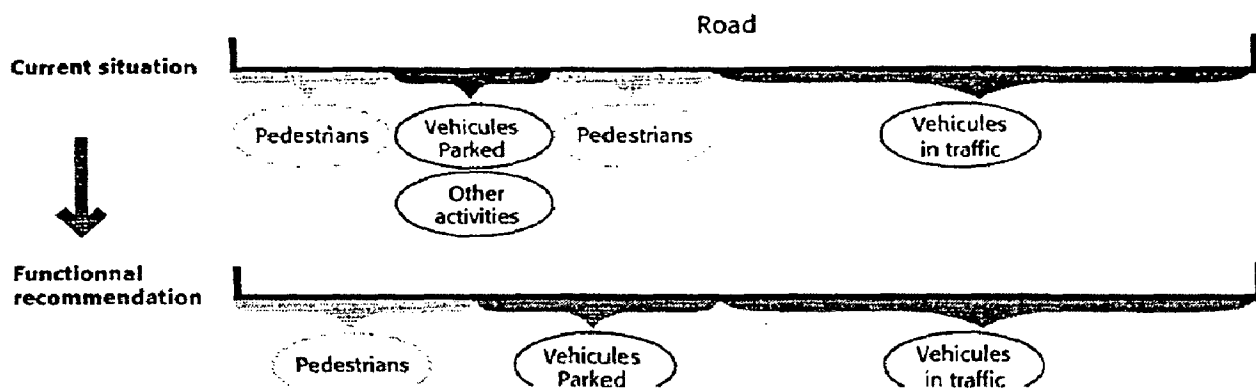 Road
Current situation
Pedestrians
Vehicules
Parked
Pedestrians
Vehicules
in traffic
Other
activities
Functionnal
recommendation
Pedestrians
Vehicules
Parked
Vehicules
in traffic